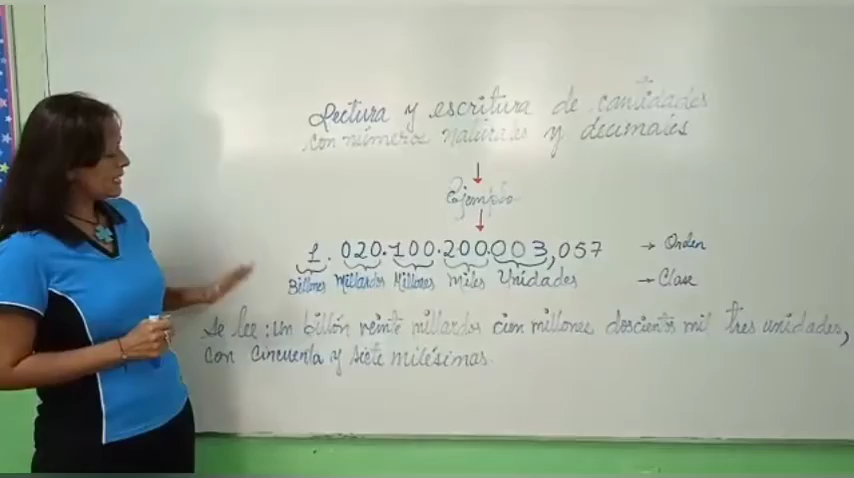 Lectura y escritura de cantidades
con números naturales y decimales
Ejemplo
1.020.100.200.003,057 → Orden
Billones Millardos Millones Miles Unidades → Clase
Se lee: un billón veinte millardos cien millones doscientos mil tres unidades,
con cincuenta y siete milésimas.